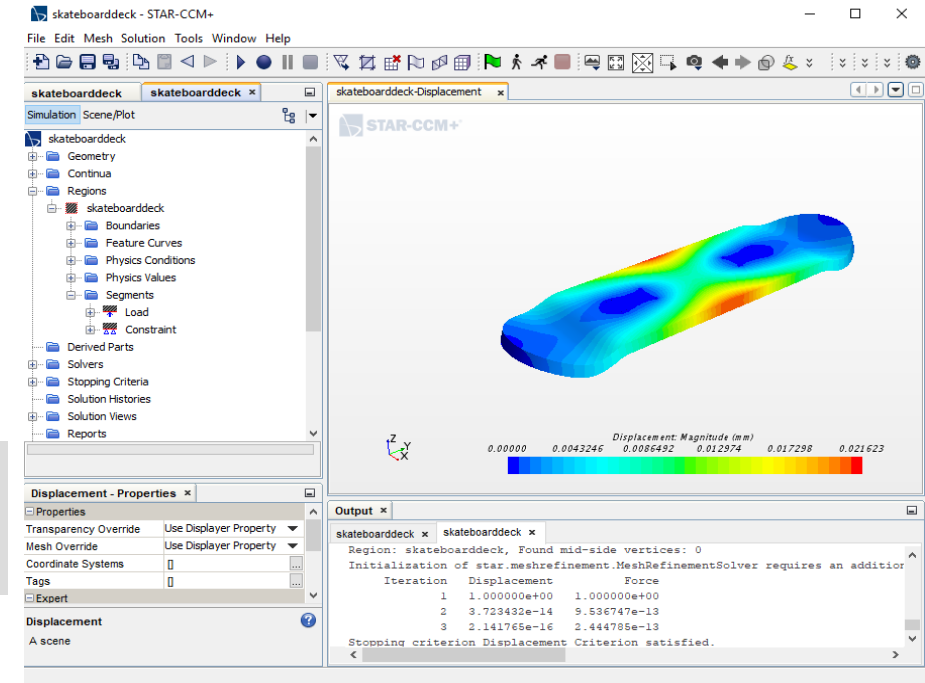 skateboarddeck - STAR-CCM+
File Edit Mesh Solution Tools Window Help
skateboarddeck skateboarddeck ×
Simulation Scene/Plot
skateboarddeck
Geometry
Continua
Regions
skateboarddeck
Boundaries
Feature Curves
Physics Conditions
Physics Values
Segments
Load
Constraint
Derived Parts
Solvers
Stopping Criteria
Solution Histories
Solution Views
Reports
Displacement - Properties ×
Properties
Transparency Override Use Displayer Property
Mesh Override Use Displayer Property
Coordinate Systems []
Tags []
Expert
Displacement
A scene
skateboarddeck-Displacement ×
STAR-CCM+
Z
Y
X
Displacement: Magnitude (mm)
0.00000 0.0043246 0.0086492 0.012974 0.017298 0.021623
Output ×
skateboarddeck × skateboarddeck ×
Region: skateboarddeck, Found mid-side vertices: 0
Initialization of star.meshrefinement.MeshRefinementSolver requires an addition
Iteration Displacement Force
1 1.000000e+00 1.000000e+00
2 3.723432e-14 9.536747e-13
3 2.141765e-16 2.444785e-13
Stopping criterion Displacement Criterion satisfied.